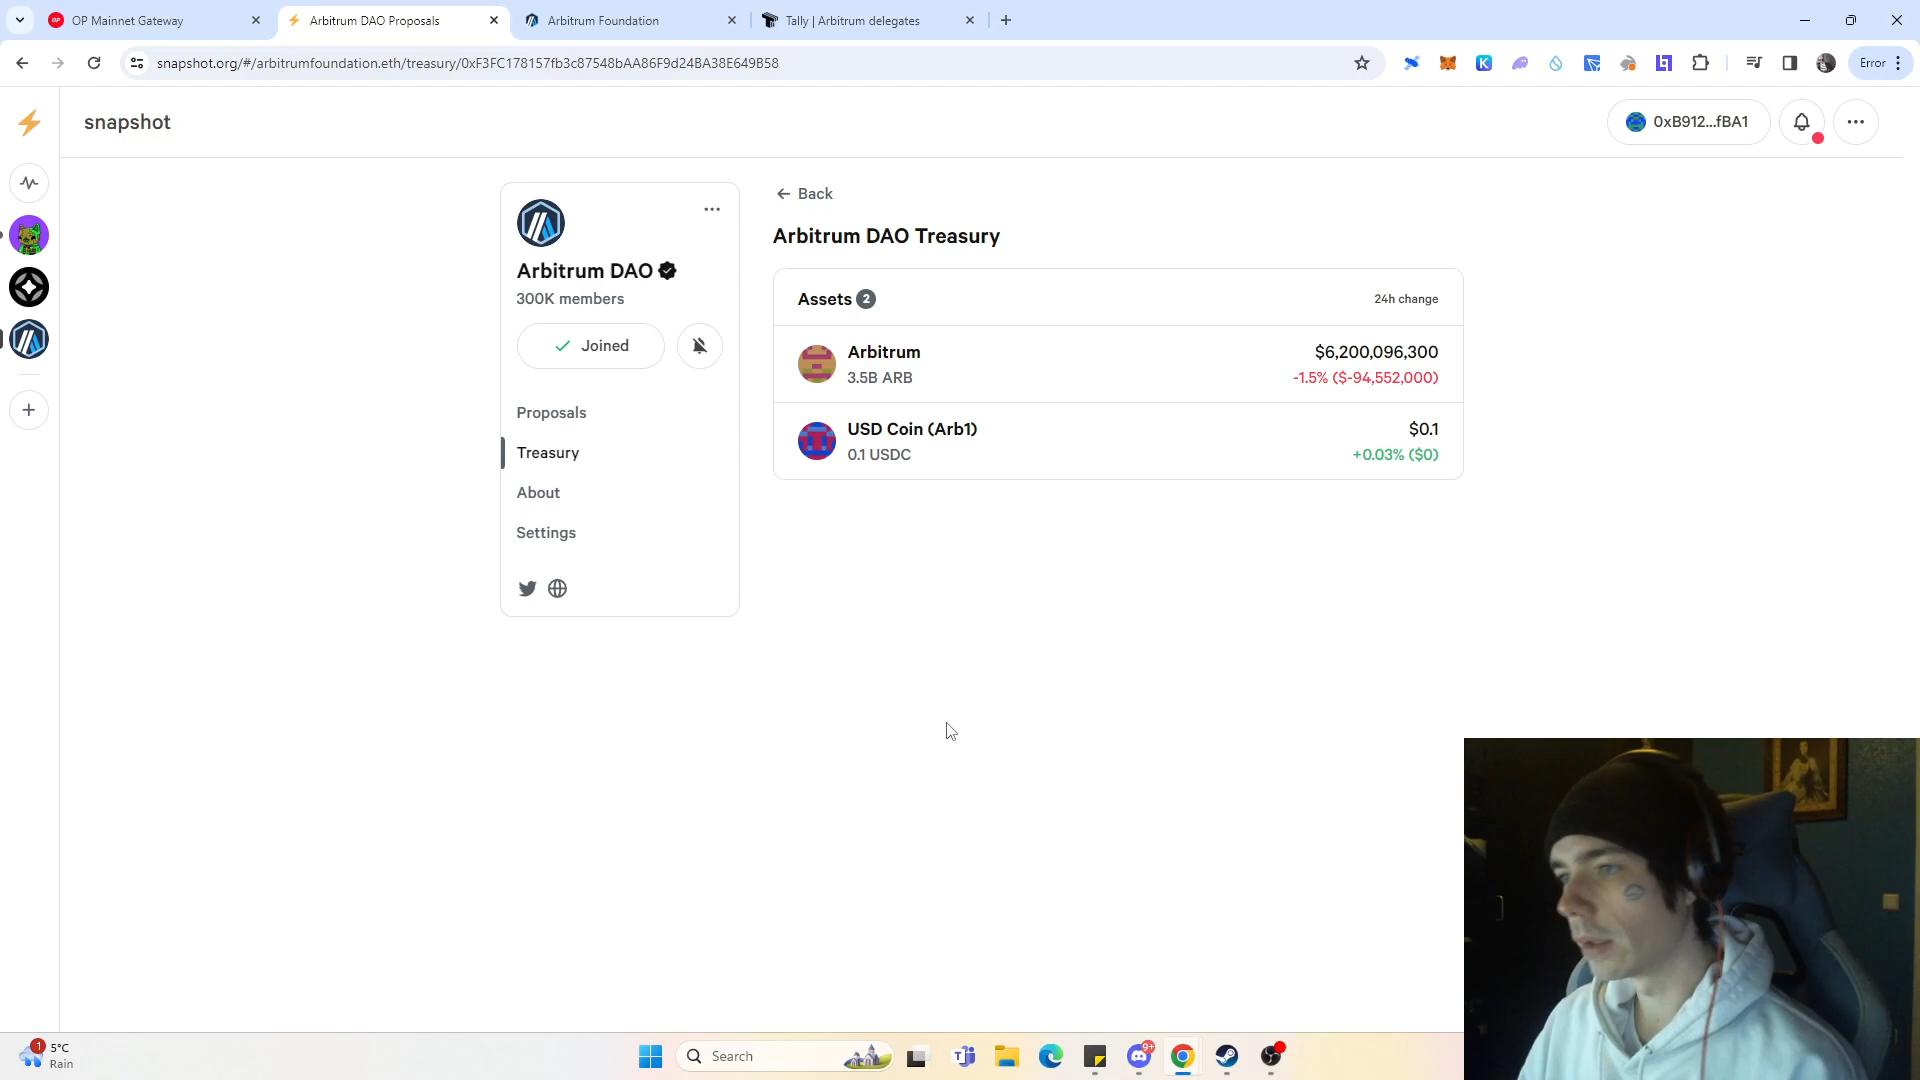 OP
OP Mainnet Gateway
Arbitrum DAO Proposals
Arbitrum Foundation
Tally | Arbitrum delegates
snapshot.org/#/arbitrumfoundation.eth/treasury/0xF3FC178157fb3c87548bAA86F9d24BA38E649B58
K
Error
snapshot
0xB912...fBA1
Back
Arbitrum DAO Treasury
Arbitrum DAO
300K members
Joined
Proposals
Treasury
About
Settings
Assets 2
24h change
Arbitrum
$6,200,096,300
3.5B ARB
-1.5% ($-94,552,000)
USD Coin (Arb1)
$0.1
0.1 USDC
+0.03% ($0)
1
5°C
Rain
Search
9+